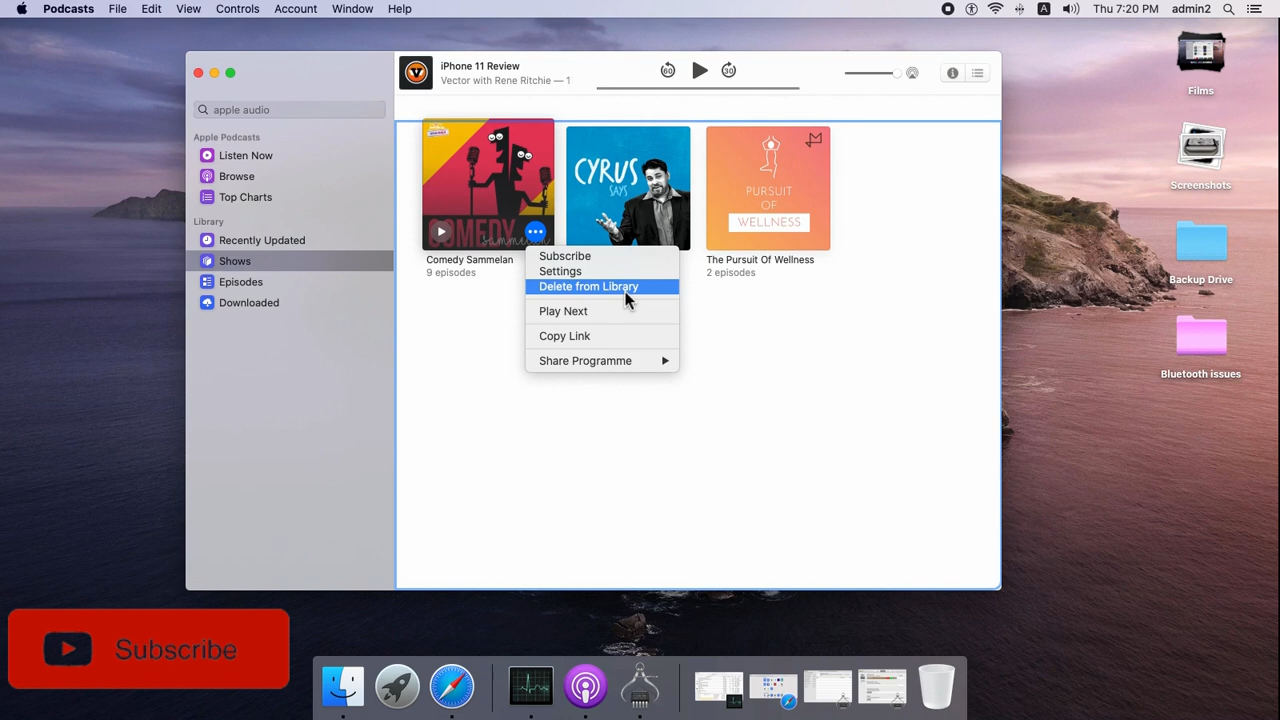 Podcasts File Edit View Controls Account Window Help
A Thu 7:20 PM admin2
iPhone 11 Review
Vector with Rene Ritchie — 1
60
30
apple audio
Apple Podcasts
Listen Now
Browse
Top Charts
Library
Recently Updated
Shows
Episodes
Downloaded
COMEDY
CYRUS
SAYS
PURSUIT
OF
WELLNESS
Comedy Sammelan
9 episodes
The Pursuit Of Wellness
2 episodes
Subscribe
Settings
Delete from Library
Play Next
Copy Link
Share Programme
Films
Screenshots
Backup Drive
Bluetooth issues
Subscribe